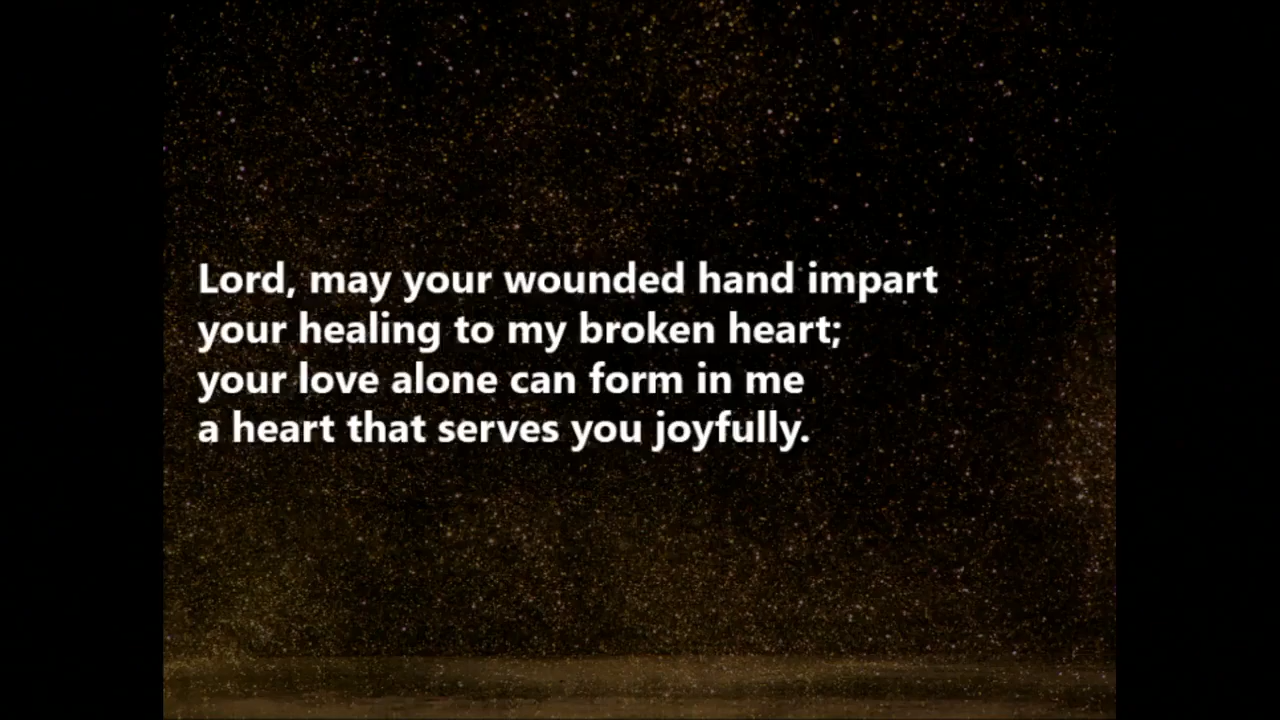 Lord, may your wounded hand impart
your healing to my broken heart;
your love alone can form in me
a heart that serves you joyfully.